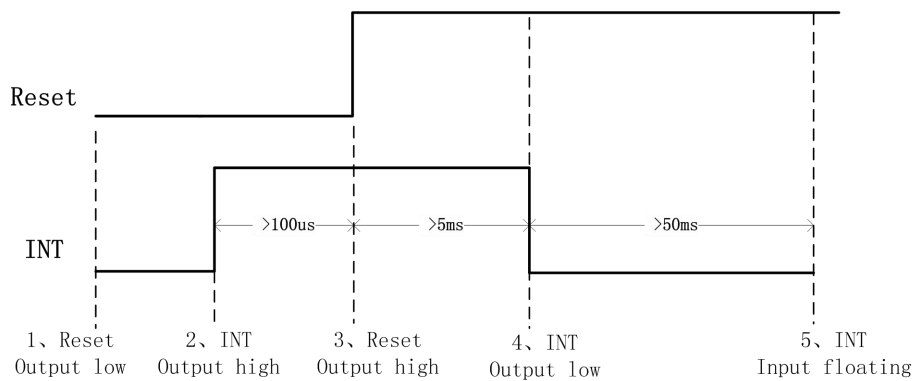 Reset
>100us
>5ms
>50ms
INT
1、Reset
Output low
2、INT
Output high
3、Reset
Output high
4、INT
Output low
5、INT
Input floating